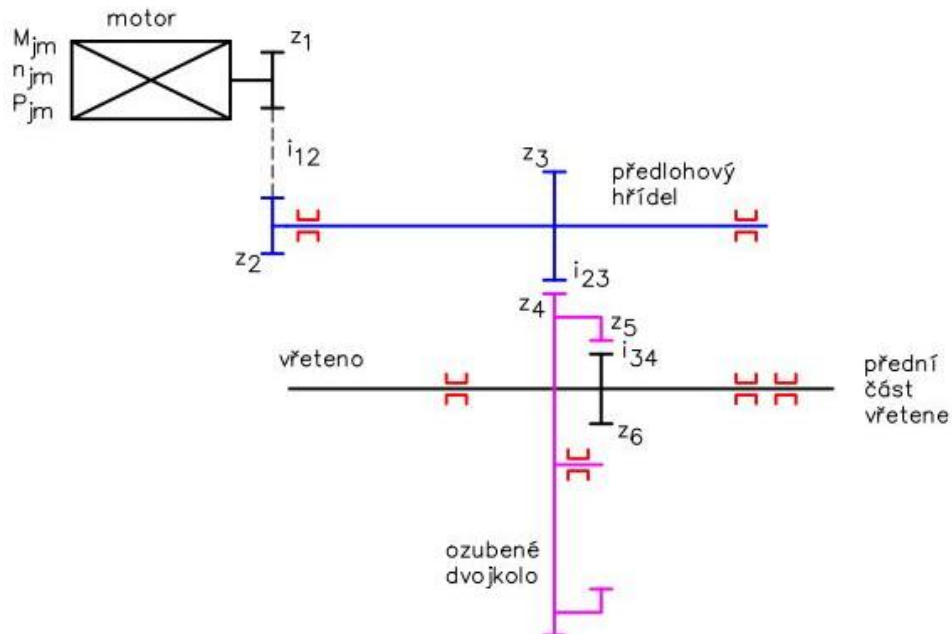 motor
M_jm
n_jm
P_jm
z_1
i_12
z_2
z_3
předlohový
hřídel
i_23
z_4
z_5
i_34
vřeteno
z_6
přední
část
vřetene
ozubené
dvojkolo